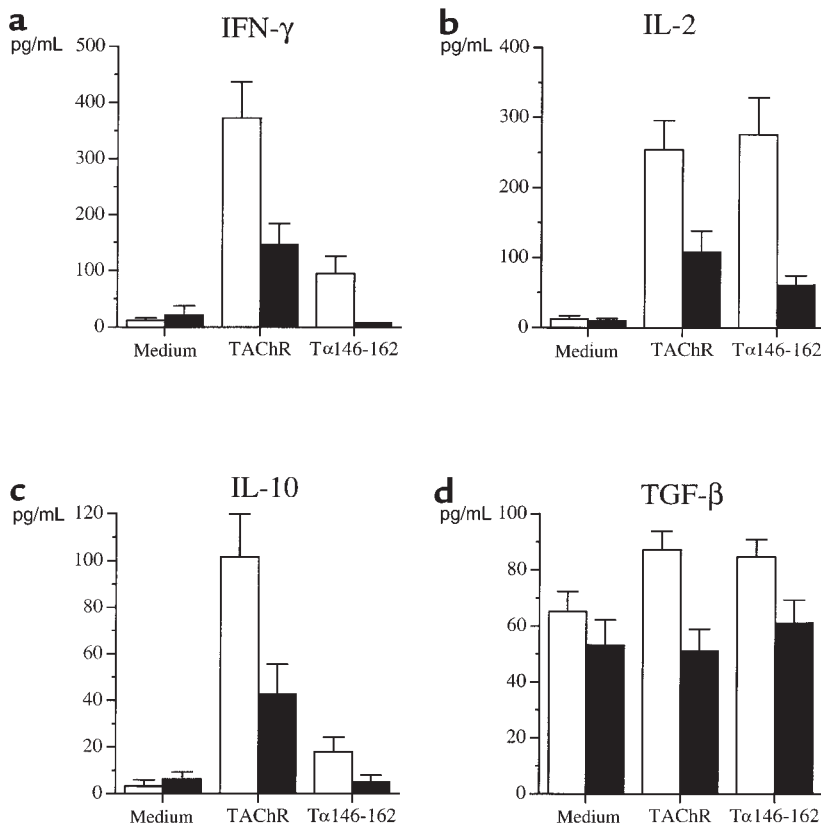 a
IFN-γ
pg/mL
500
400
300
200
100
0
Medium TAChR Tα146-162
b
IL-2
pg/mL
400
300
200
100
0
Medium TAChR Tα146-162
c
IL-10
pg/mL
120
100
80
60
40
20
0
Medium TAChR Tα146-162
d
TGF-β
pg/mL
100
80
60
40
20
0
Medium TAChR Tα146-162